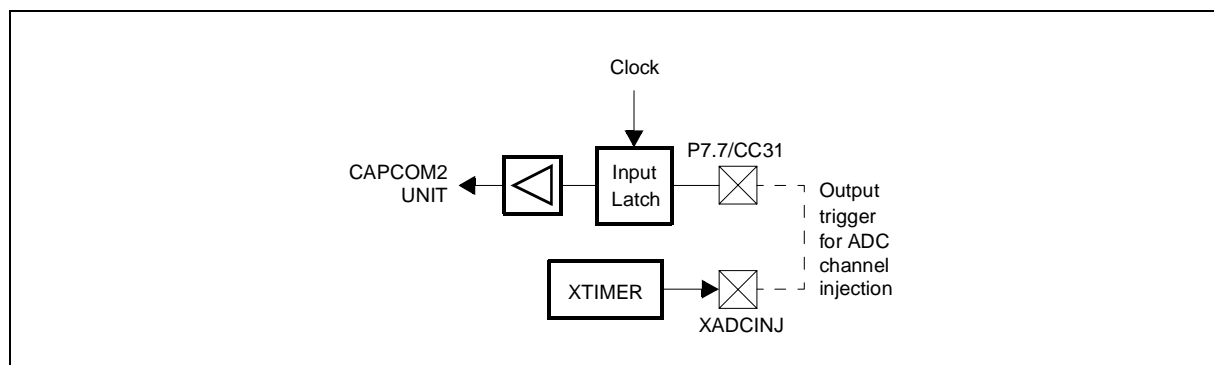 Clock
P7.7/CC31
CAPCOM2
UNIT
Input
Latch
Output
trigger
for ADC
channel
injection
XTIMER
XADCINJ